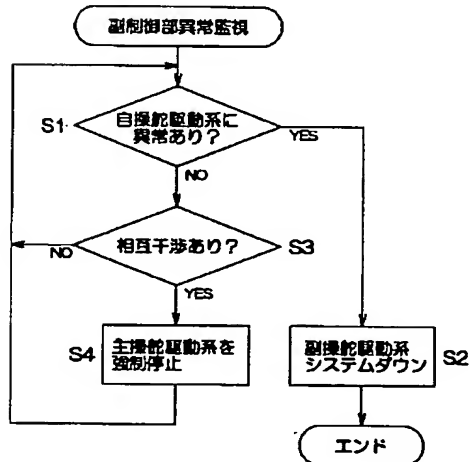 副制御部異常監視
S1
自操舵駆動系に
異常あり?
YES
NO
相互干渉あり?
S3
NO
YES
S4
主操舵駆動系を
強制停止
副操舵駆動系
システムダウン
S2
エンド